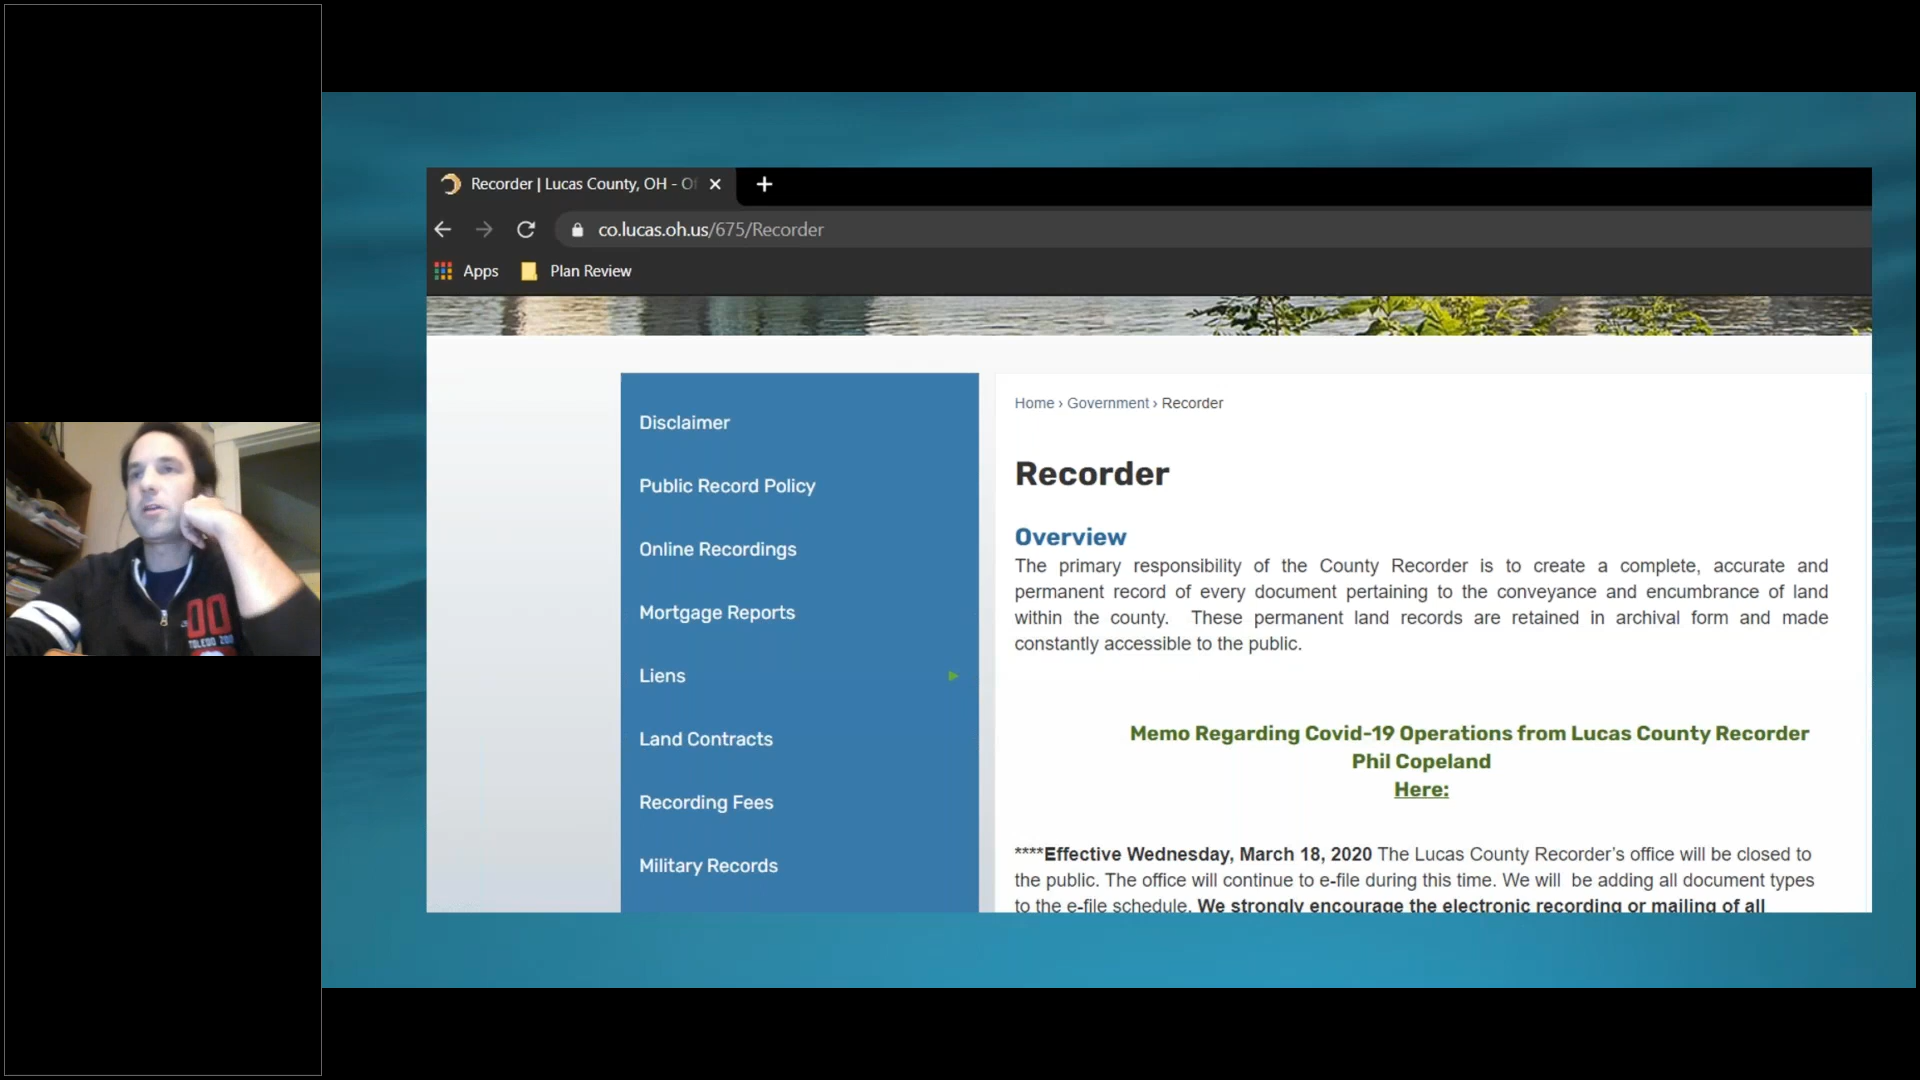 Recorder | Lucas County, OH - Of
co.lucas.oh.us/675/Recorder
Apps
Plan Review
Disclaimer
Public Record Policy
Online Recordings
Mortgage Reports
Liens
Land Contracts
Recording Fees
Military Records
Home › Government › Recorder
Recorder
Overview
The primary responsibility of the County Recorder is to create a complete, accurate and
permanent record of every document pertaining to the conveyance and encumbrance of land
within the county. These permanent land records are retained in archival form and made
constantly accessible to the public.
Memo Regarding Covid-19 Operations from Lucas County Recorder
Phil Copeland
Here:
****Effective Wednesday, March 18, 2020 The Lucas County Recorder’s office will be closed to
the public. The office will continue to e-file during this time. We will be adding all document types
to the e-file schedule. We strongly encourage the electronic recording or mailing of all
00
TOLEDO